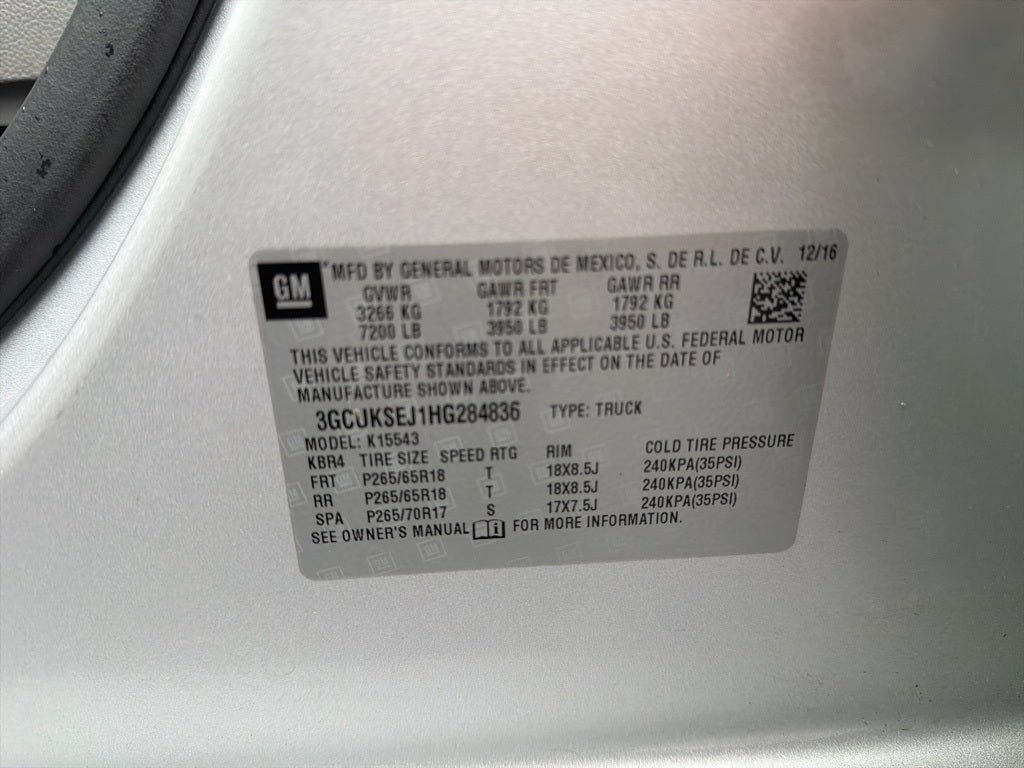 GM
MFD BY GENERAL MOTORS DE MEXICO, S. DE R.L. DE C.V. 12/16
GVWR GAWR FRT GAWR RR
3266 KG 1792 KG 1792 KG
7200 LB 3950 LB 3950 LB
THIS VEHICLE CONFORMS TO ALL APPLICABLE U.S. FEDERAL MOTOR
VEHICLE SAFETY STANDARDS IN EFFECT ON THE DATE OF
MANUFACTURE SHOWN ABOVE.
3GCUKSEJ1HG284836 TYPE: TRUCK
MODEL: K15543
KBR4 TIRE SIZE SPEED RTG RIM COLD TIRE PRESSURE
FRT P265/65R18 T 18X8.5J 240KPA(35PSI)
RR P265/65R18 T 18X8.5J 240KPA(35PSI)
SPA P265/70R17 S 17X7.5J 240KPA(35PSI)
SEE OWNER'S MANUAL i FOR MORE INFORMATION.